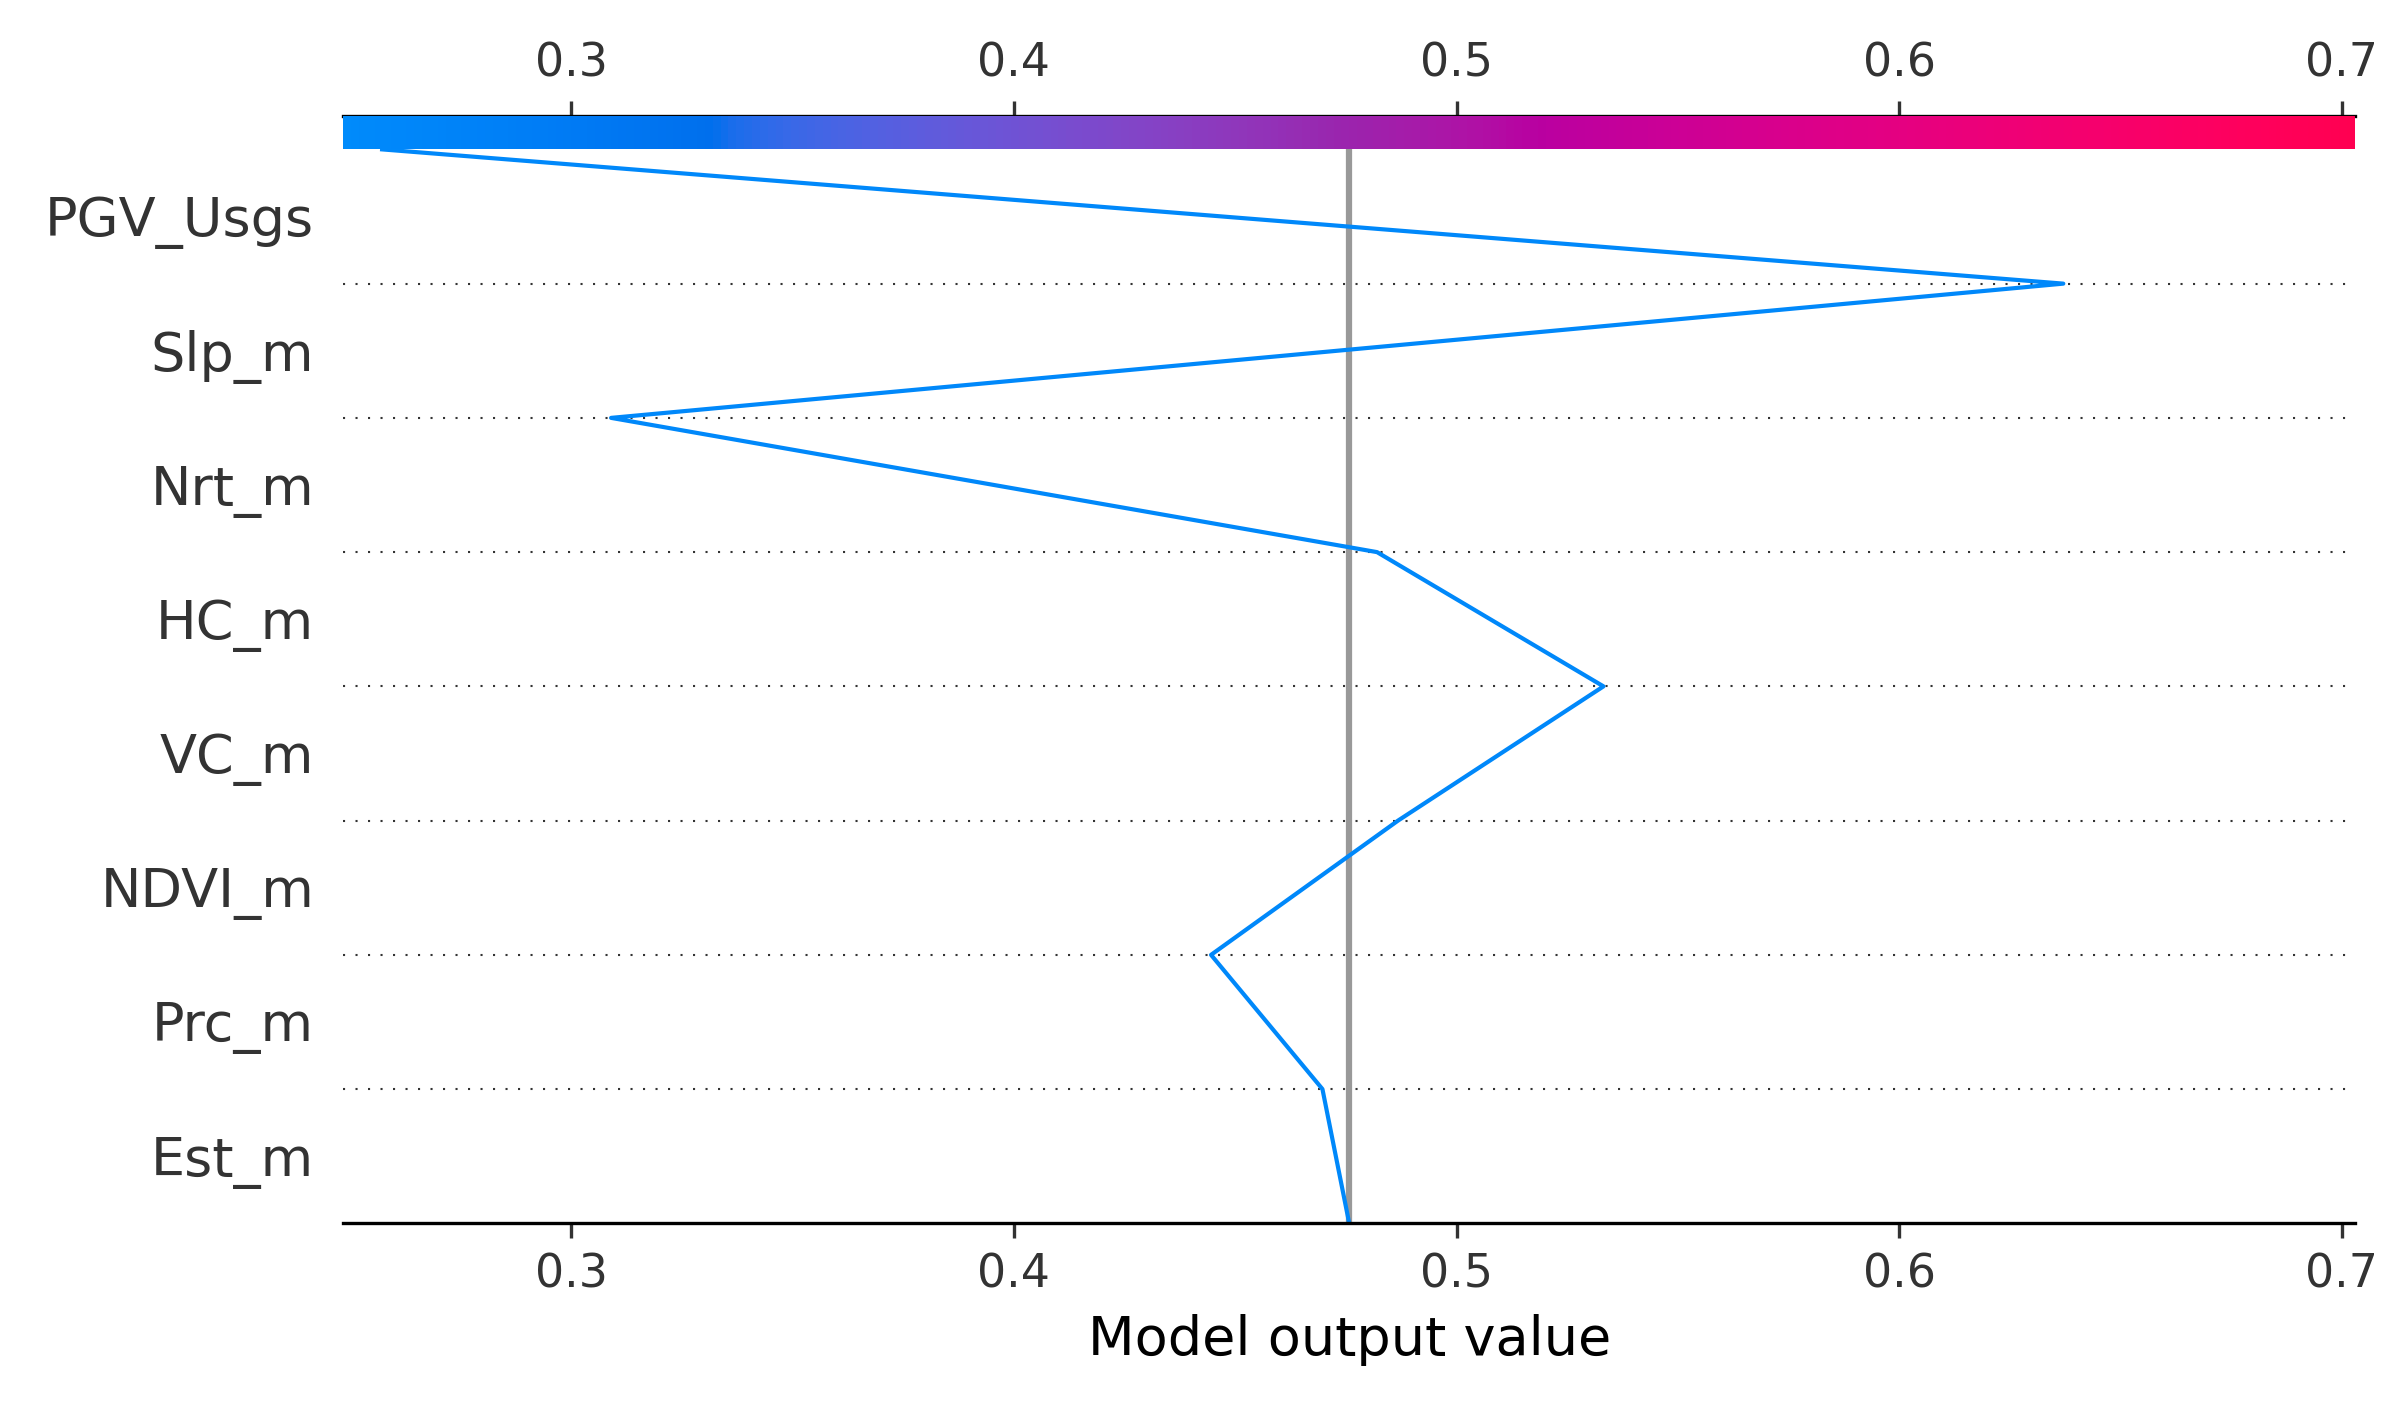 0.3 0.4 0.5 0.6 0.7
PGV_Usgs
Slp_m
Nrt_m
HC_m
VC_m
NDVI_m
Prc_m
Est_m
0.3 0.4 0.5 0.6 0.7
Model output value